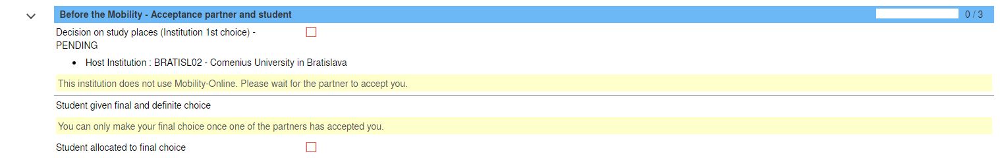 Before the Mobility - Acceptance partner and student
0 / 3
Decision on study places (Institution 1st choice) -
PENDING
• Host Institution : BRATISL02 - Comenius University in Bratislava
This institution does not use Mobility-Online. Please wait for the partner to accept you.
Student given final and definite choice
You can only make your final choice once one of the partners has accepted you.
Student allocated to final choice